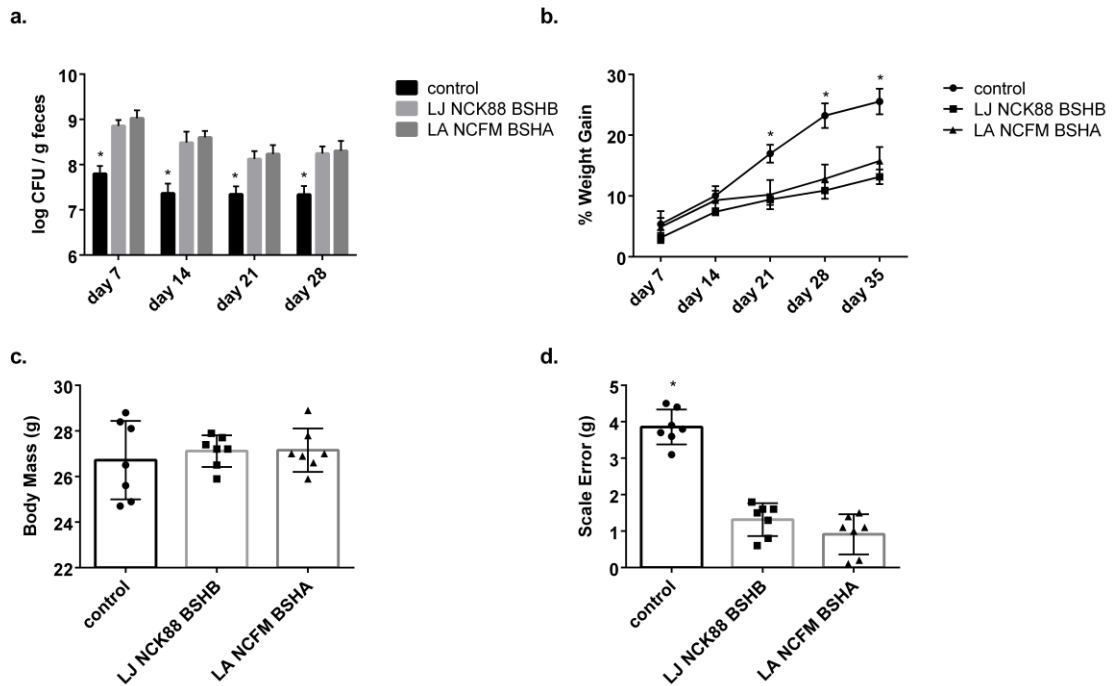 a.
log CFU / g feces
10
9
8
7
6
*
*
*
*
day 7
day 14
day 21
day 28
control
LJ NCK88 BSHB
LA NCFM BSHA
b.
% Weight Gain
30
20
10
0
*
*
*
day 7
day 14
day 21
day 28
day 35
control
LJ NCK88 BSHB
LA NCFM BSHA
c.
Body Mass (g)
30
28
26
24
22
control
LJ NCK88 BSHB
LA NCFM BSHA
d.
Scale Error (g)
5
4
3
2
1
0
*
control
LJ NCK88 BSHB
LA NCFM BSHA